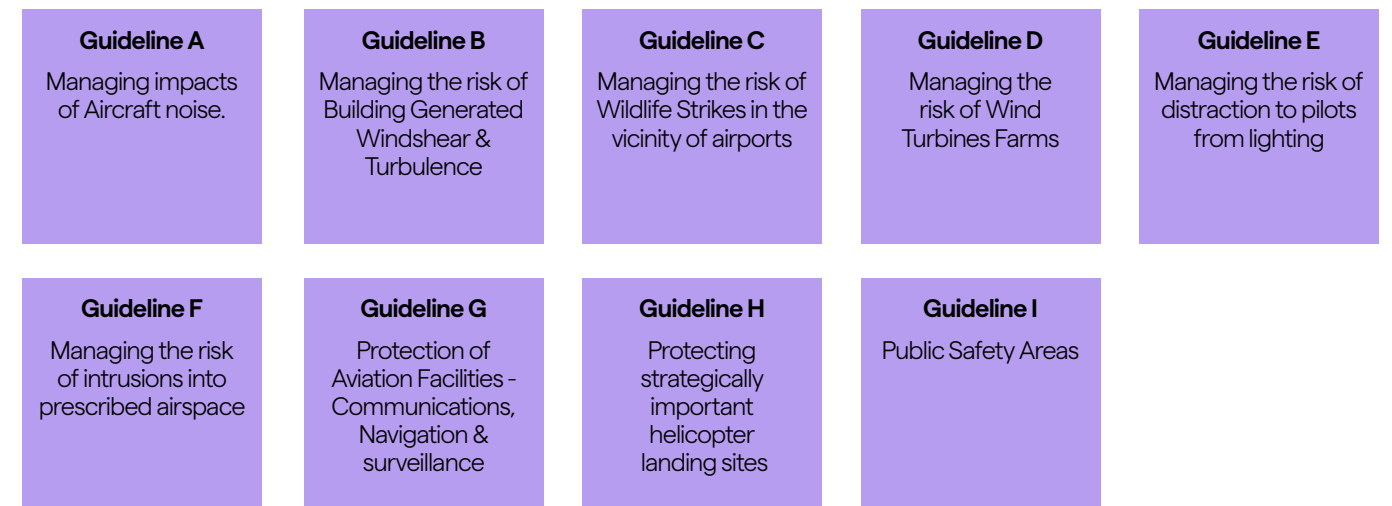 Guideline A
Managing impacts
of Aircraft noise.
Guideline B
Managing the risk of
Building Generated
Windshear &
Turbulence
Guideline C
Managing the risk of
Wildlife Strikes in the
vicinity of airports
Guideline D
Managing the
risk of Wind
Turbines Farms
Guideline E
Managing the risk of
distraction to pilots
from lighting
Guideline F
Managing the risk
of intrusions into
prescribed airspace
Guideline G
Protection of
Aviation Facilities -
Communications,
Navigation &
surveillance
Guideline H
Protecting
strategically
important
helicopter
landing sites
Guideline I
Public Safety Areas